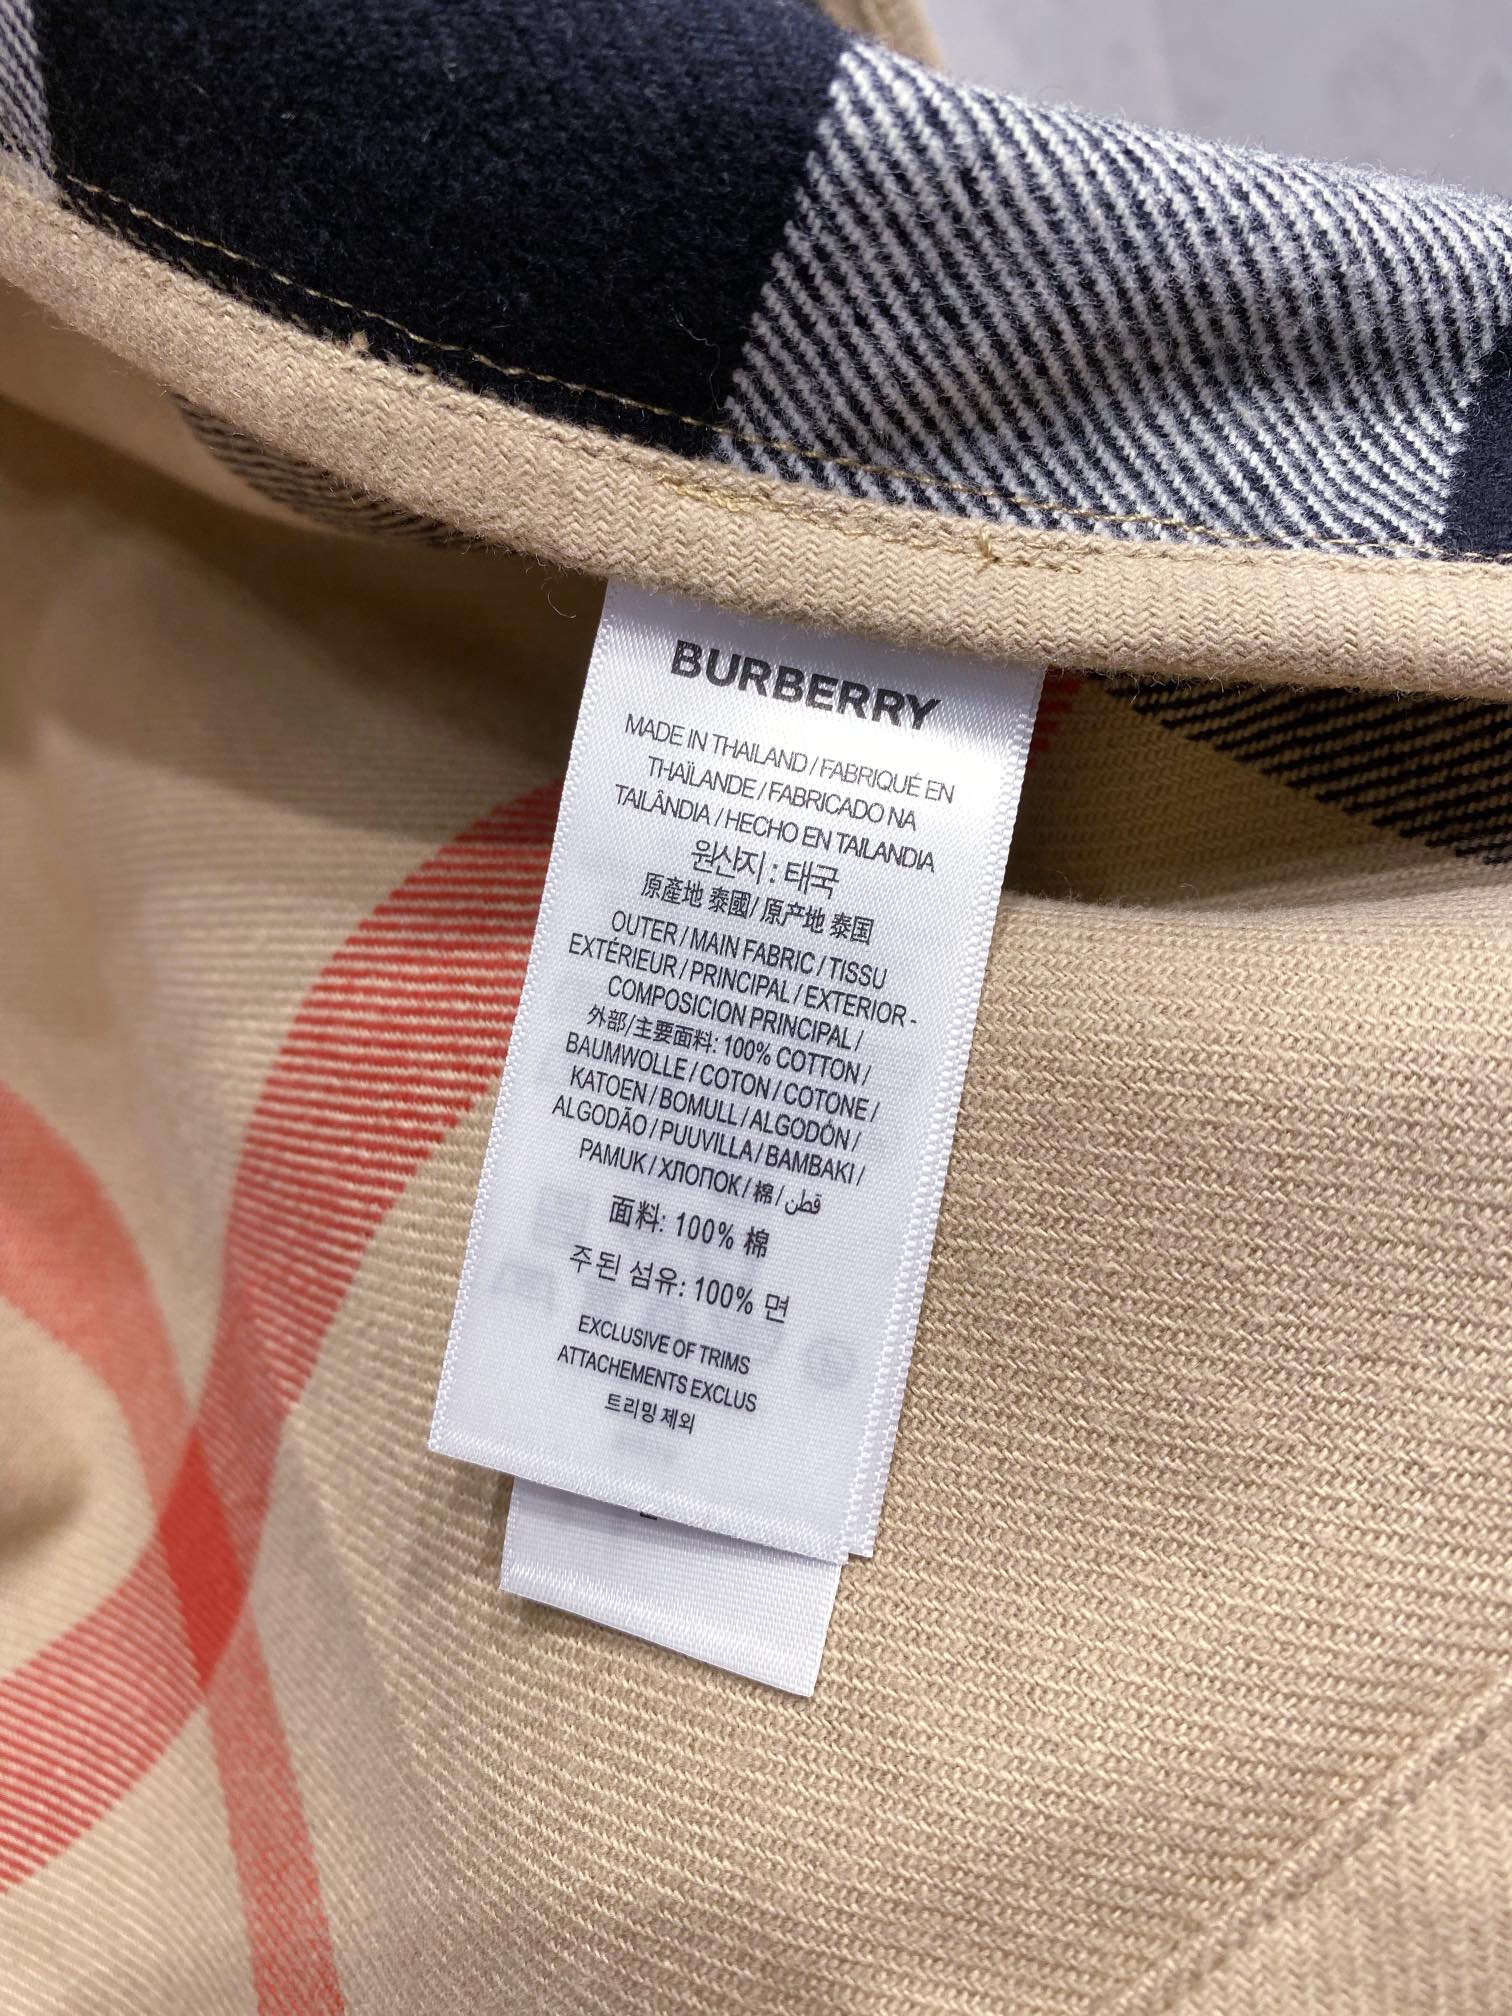 BURBERRY
MADE IN THAILAND / FABRIQUÉ EN
THAÏLANDE / FABRICADO NA
TAILÂNDIA / HECHO EN TAILANDIA
원산지 : 태국
原產地 泰國/ 原产地 泰国
OUTER / MAIN FABRIC / TISSU
EXTÉRIEUR / PRINCIPAL / EXTERIOR -
COMPOSICION PRINCIPAL /
外部/主要面料: 100% COTTON /
BAUMWOLLE / COTON / COTONE /
KATOEN / BOMULL / ALGODÓN /
ALGODÃO / PUUVILLA / BAMBAKI /
PAMUK / ХЛОПОК / 棉 / قطن
面料: 100% 棉
주된 섬유: 100% 면
EXCLUSIVE OF TRIMS
ATTACHEMENTS EXCLUS
트리밍 제외